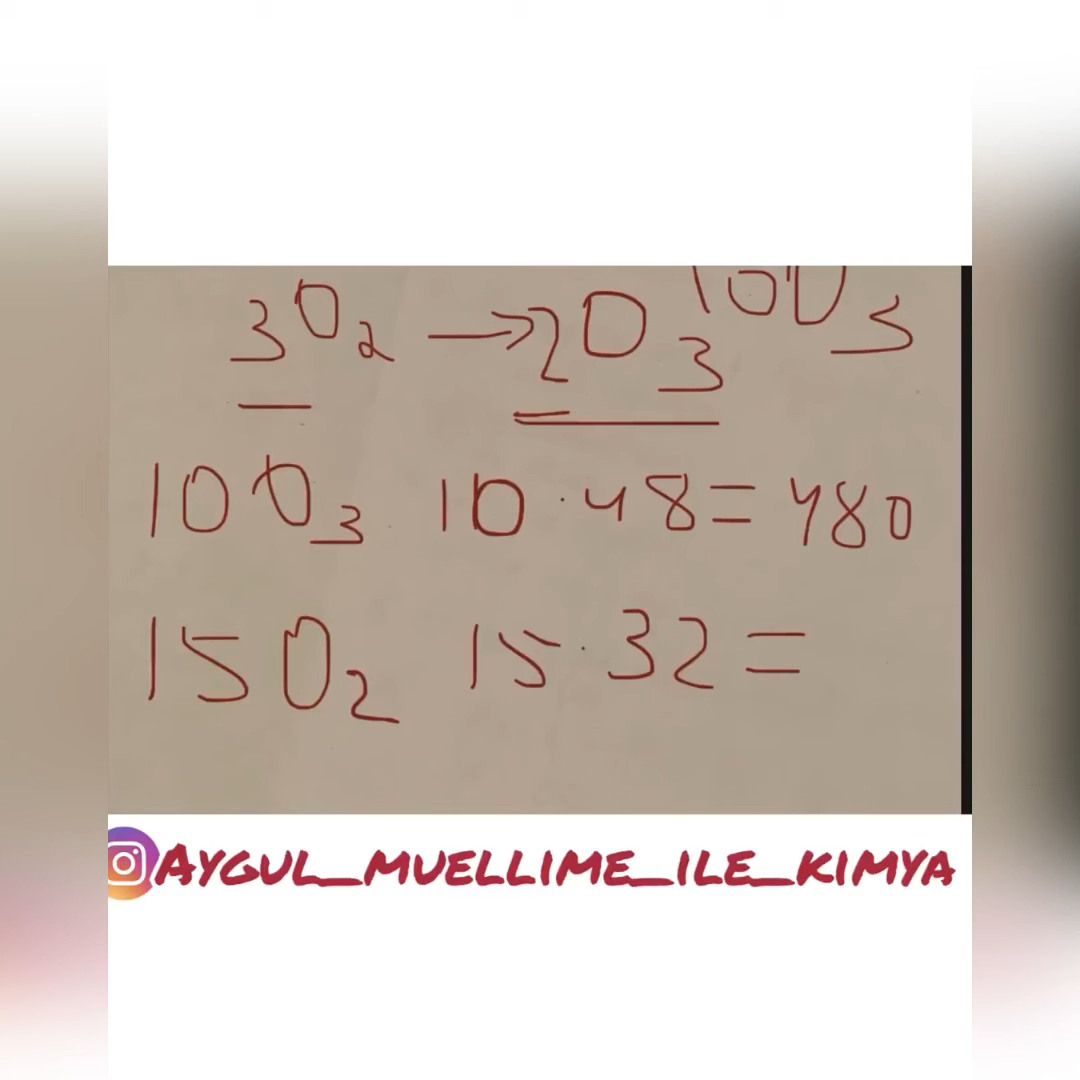 3O₂ → 2O₃ 10O₃
10O₃ 10 · 48 = 480
15O₂ 15 · 32 =
AYGUL_MUELLIME_ILE_KIMYA